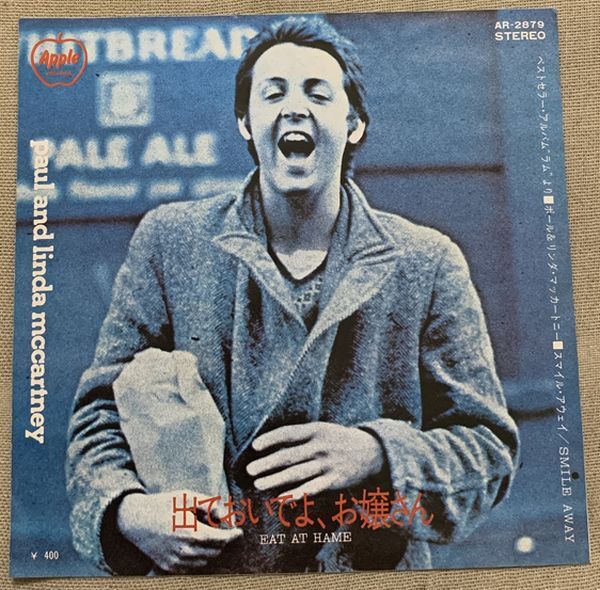 Apple
RECORDS
AR-2879
STEREO
NUTBREAD
PALE ALE
paul and linda mccartney
ベストセラー・アルバム“ラム”より■ポール&リンダ・マッカートニー■スマイル・アウェイ/SMILE AWAY
出ておいでよ、お嬢さん
EAT AT HAME
¥ 400